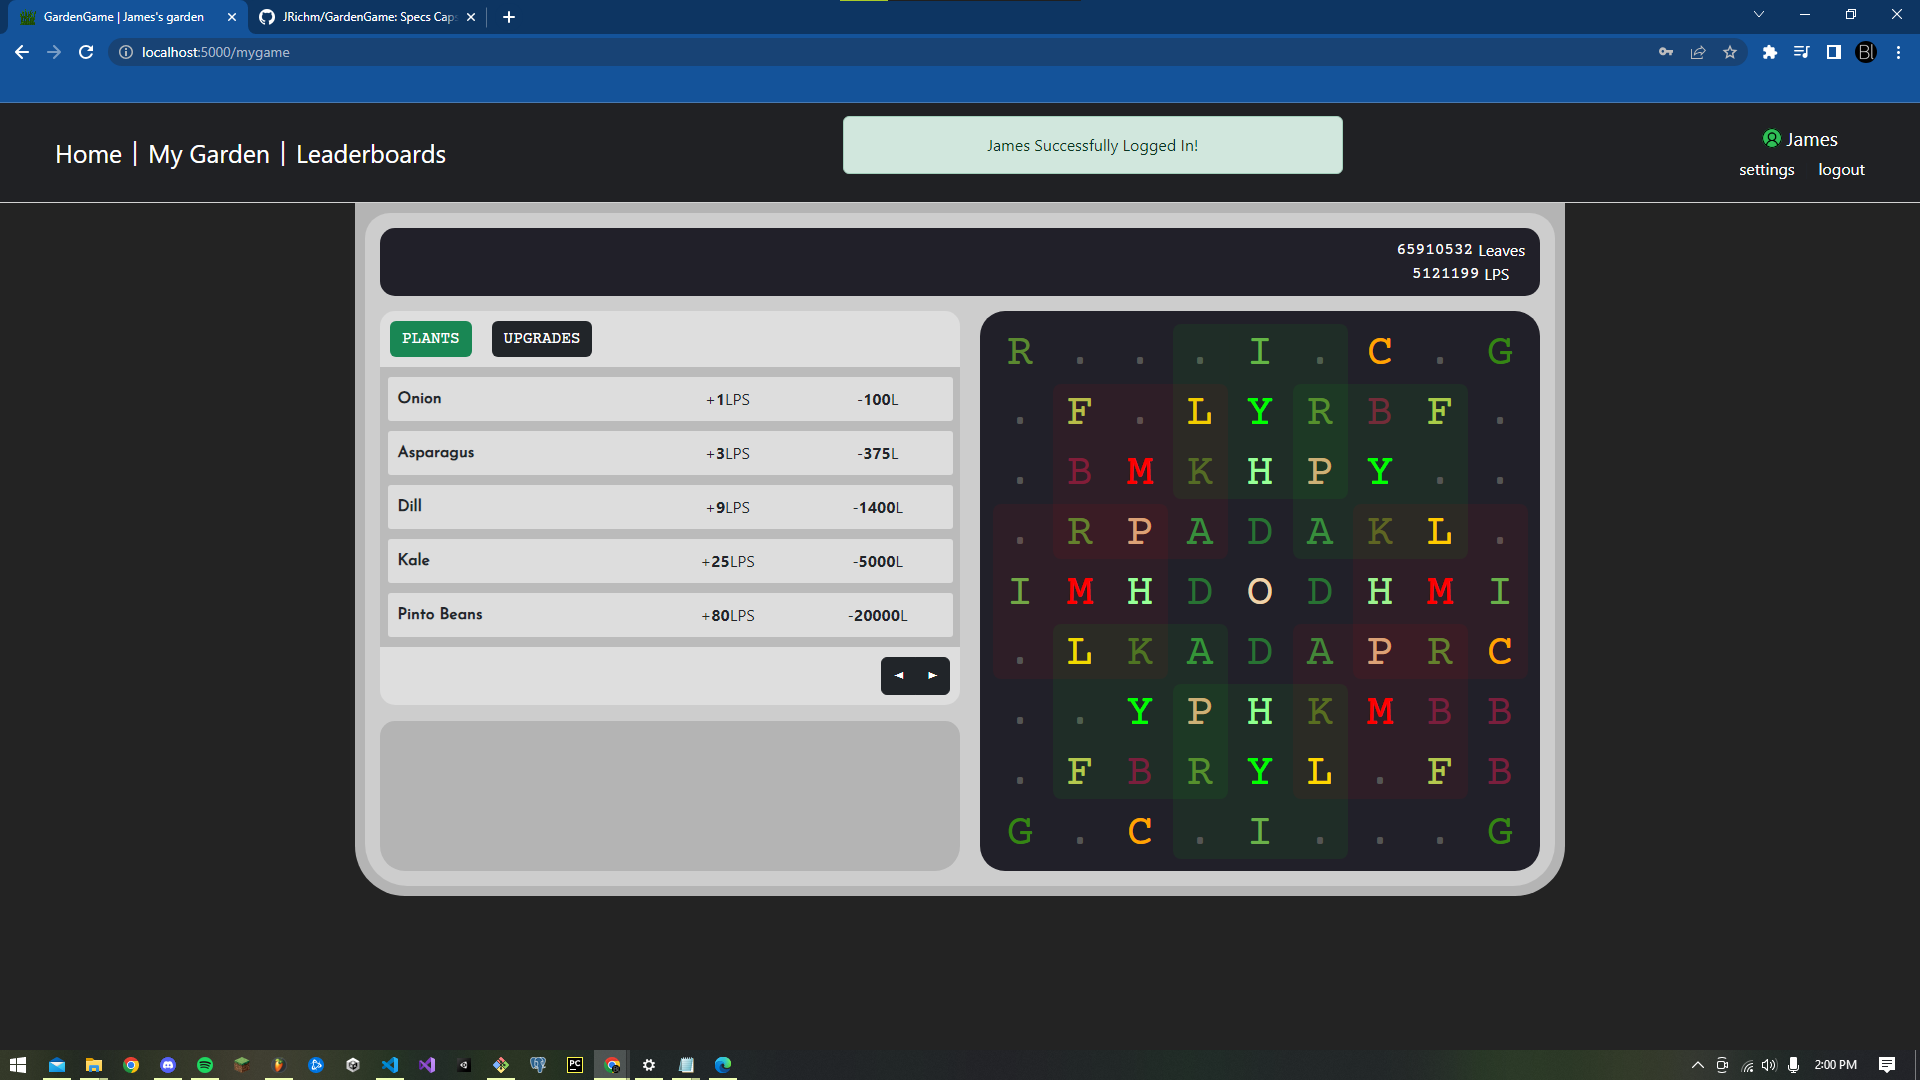 GardenGame | James's garden
JRichm/GardenGame: Specs Caps
localhost:5000/mygame
Home | My Garden | Leaderboards
James Successfully Logged In!
James
settings logout
65910532 Leaves
5121199 LPS
PLANTS UPGRADES
Onion +1LPS -100L
Asparagus +3LPS -375L
Dill +9LPS -1400L
Kale +25LPS -5000L
Pinto Beans +80LPS -20000L
R . . . I . C . G
. F . L Y R B F .
. B M K H P Y . .
. R P A D A K L .
I M H D O D H M I
. L K A D A P R C
. . Y P H K M B B
. F B R Y L . F B
G . C . I . . . G
PC
2:00 PM